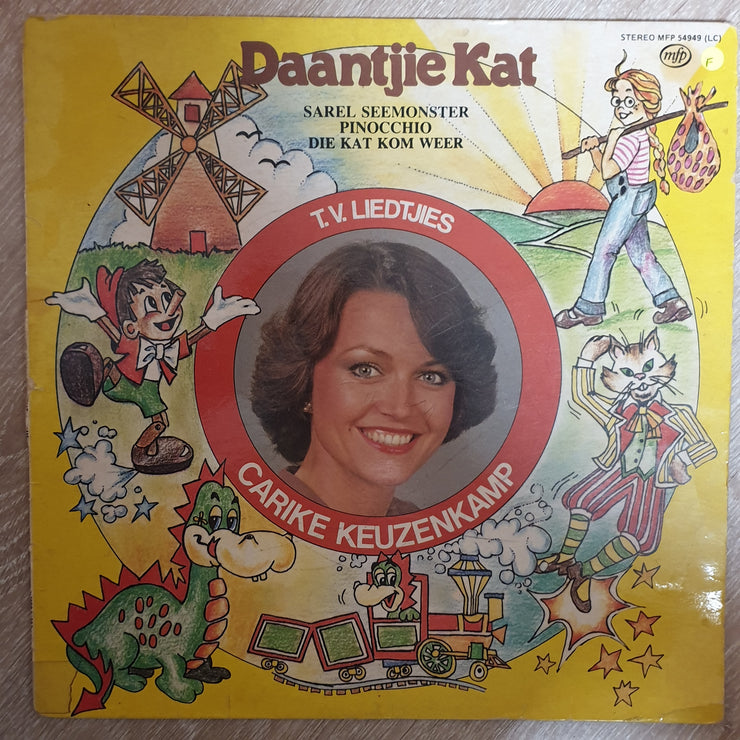 STEREO MFP 54949 (LC)
mfp
F
Daantjie Kat
SAREL SEEMONSTER
PINOCCHIO
DIE KAT KOM WEER
T.V. LIEDTJIES
CARIKE KEUZENKAMP